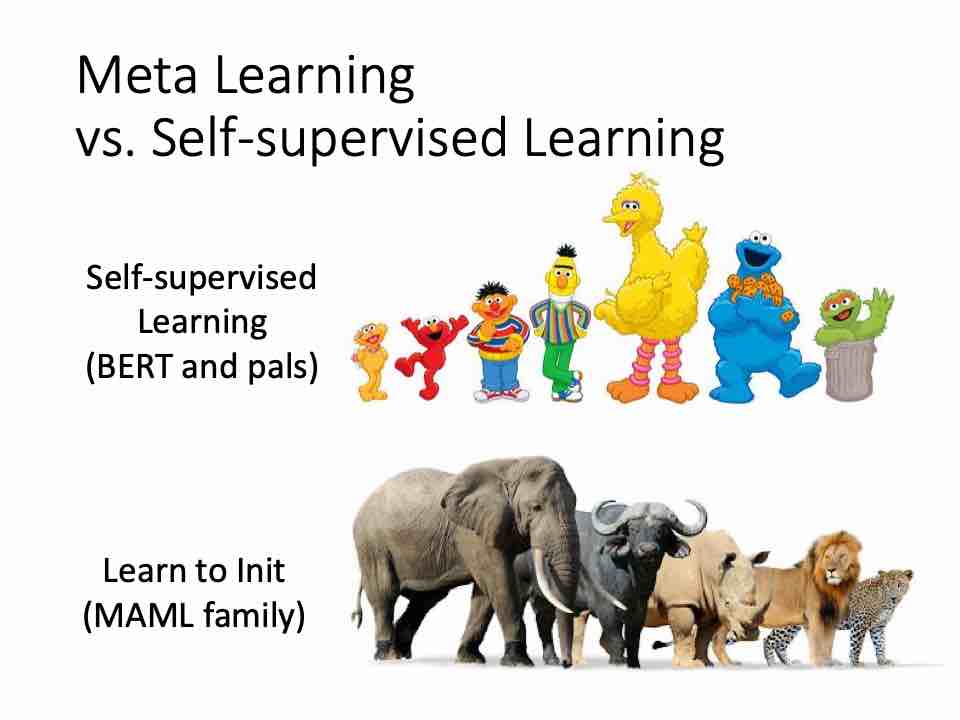 Meta Learning
vs. Self-supervised Learning
Self-supervised
Learning
(BERT and pals)
Learn to Init
(MAML family)